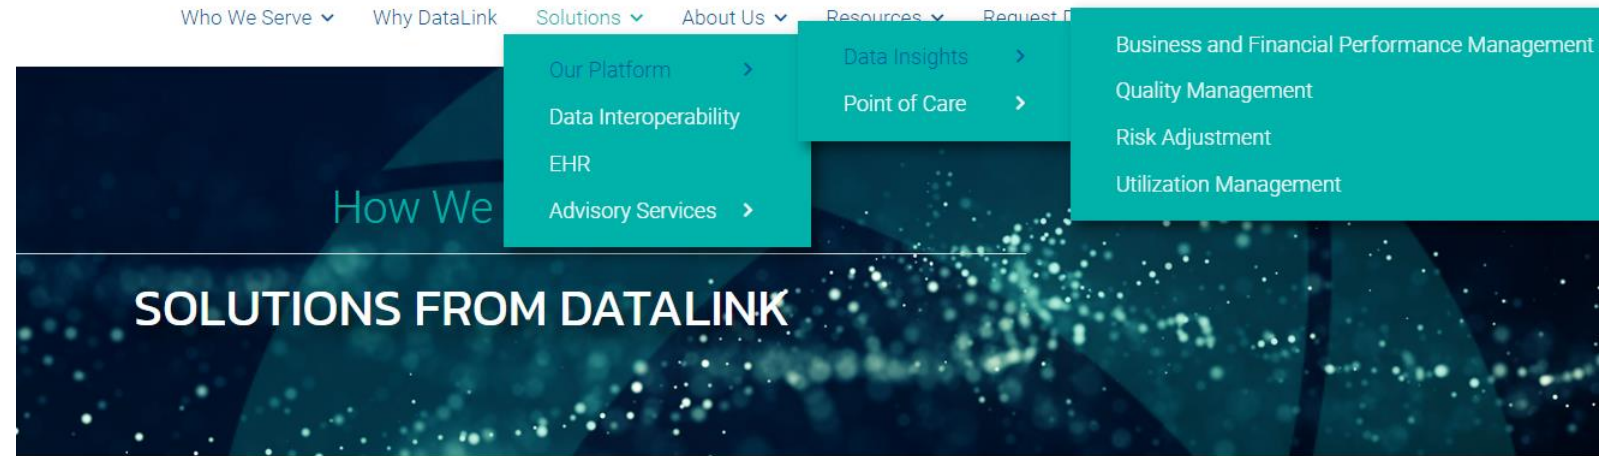 Who We Serve
Why DataLink
Solutions
About Us
Resources
Request
Our Platform
Data Interoperability
EHR
Advisory Services
Data Insights
Point of Care
Business and Financial Performance Management
Quality Management
Risk Adjustment
Utilization Management
How We
SOLUTIONS FROM DATALINK